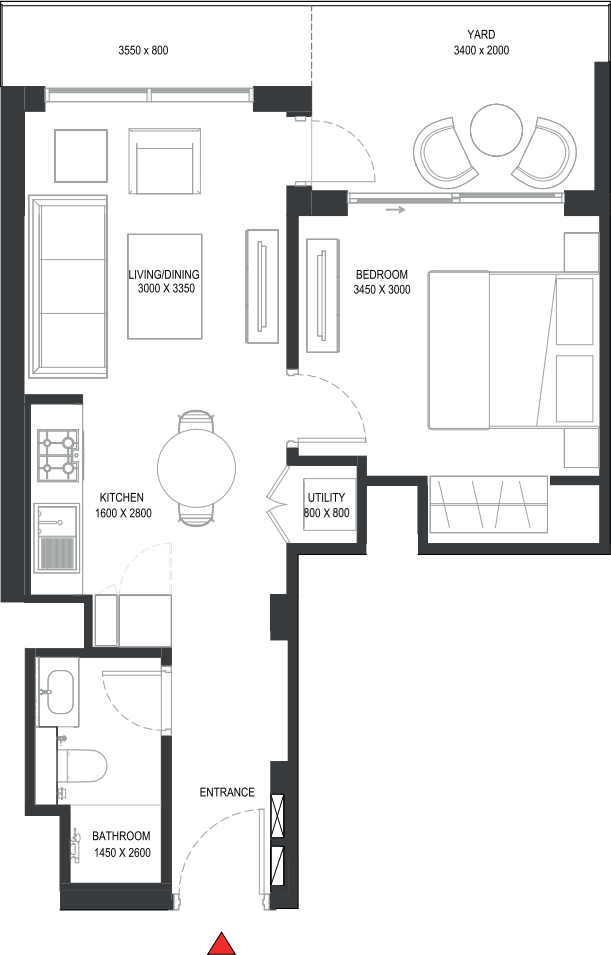 YARD
3400 x 2000
3550 x 800
LIVING/DINING
3000 X 3350
BEDROOM
3450 X 3000
KITCHEN
1600 X 2800
UTILITY
800 X 800
ENTRANCE
BATHROOM
1450 X 2600